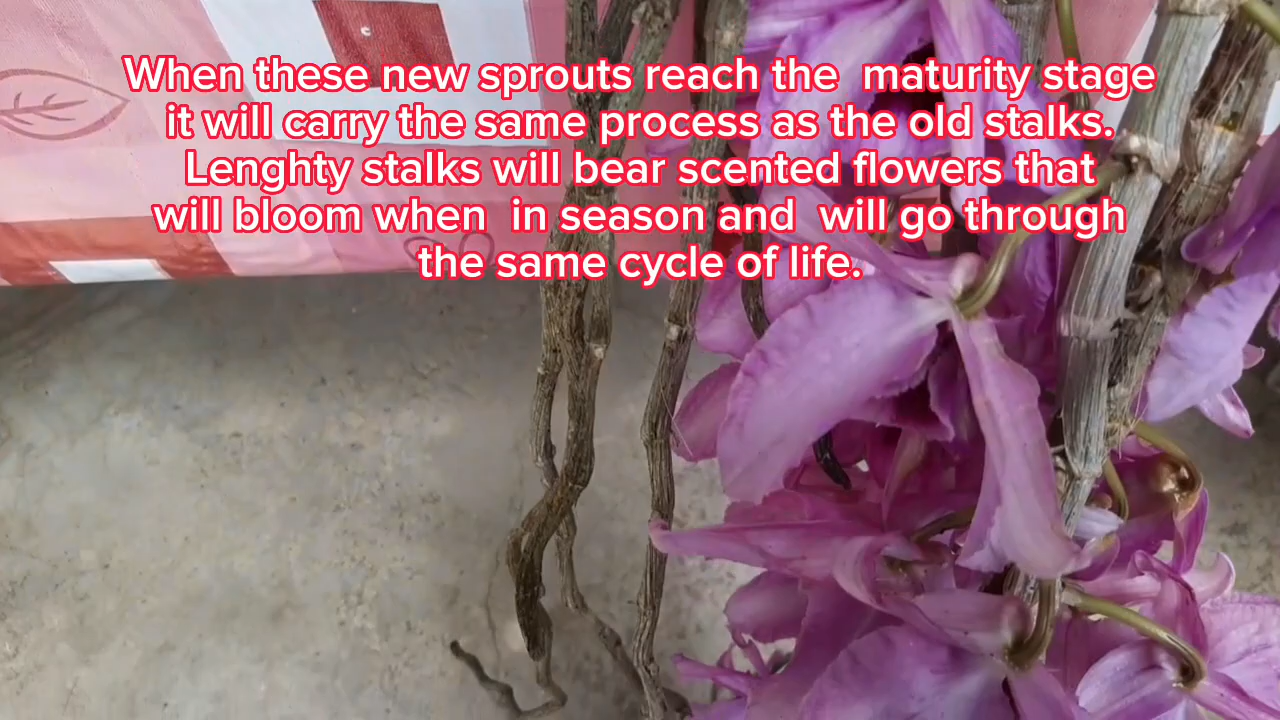 When these new sprouts reach the  maturity stage
it will carry the same process as the old stalks.
Lenghty stalks will bear scented flowers that
will bloom when  in season and  will go through
the same cycle of life.